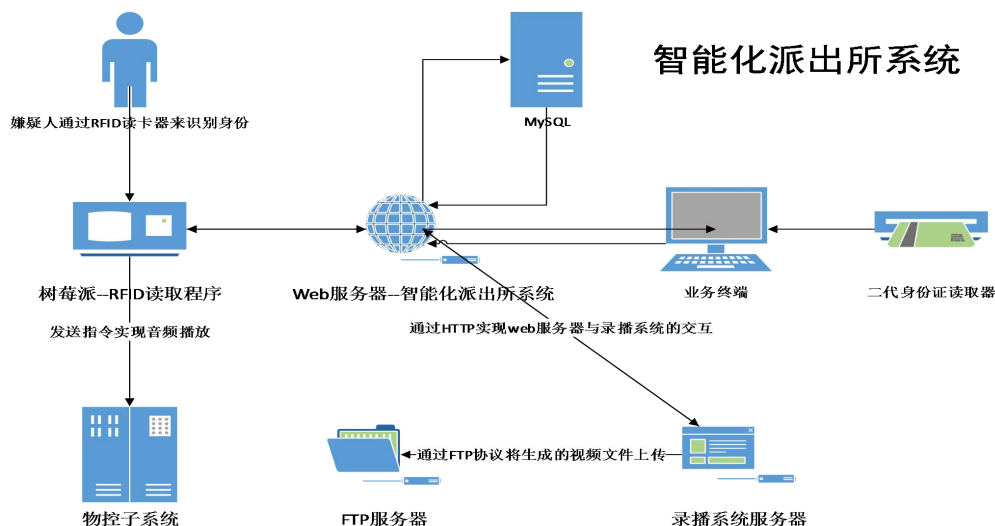 智能化派出所系统
嫌疑人通过RFID读卡器来识别身份
MySQL
树莓派--RFID读取程序
Web服务器--智能化派出所系统
业务终端
二代身份证读取器
发送指令实现音频播放
通过HTTP实现web服务器与录播系统的交互
通过FTP协议将生成的视频文件上传
物控子系统
FTP服务器
录播系统服务器